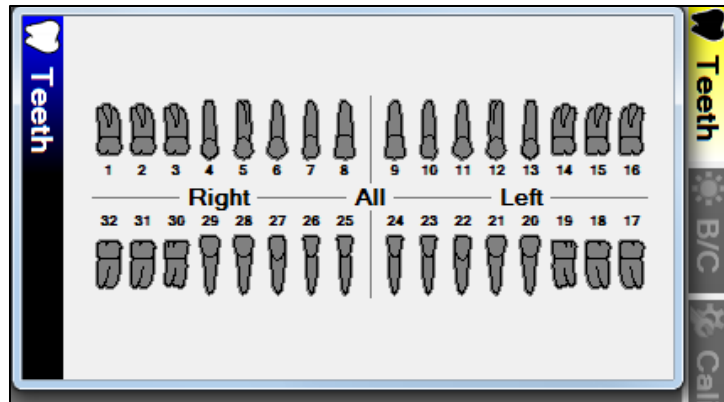 Teeth
1 2 3 4 5 6 7 8 9 10 11 12 13 14 15 16
Right All Left
32 31 30 29 28 27 26 25 24 23 22 21 20 19 18 17
Teeth
B/C
Cal